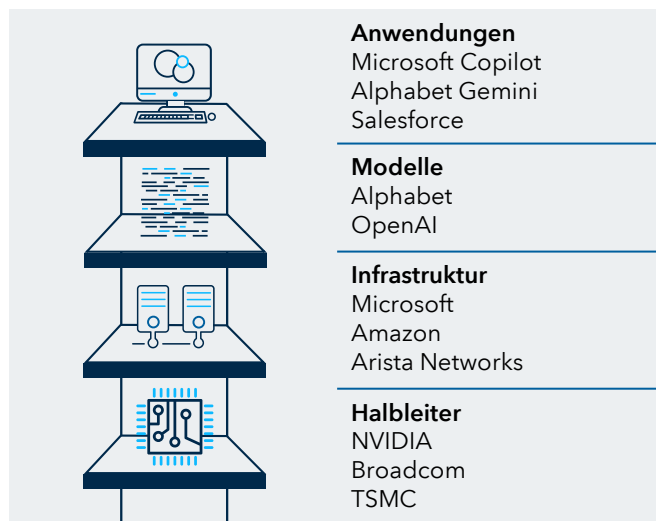 Anwendungen
Microsoft Copilot
Alphabet Gemini
Salesforce
Modelle
Alphabet
OpenAI
Infrastruktur
Microsoft
Amazon
Arista Networks
Halbleiter
NVIDIA
Broadcom
TSMC